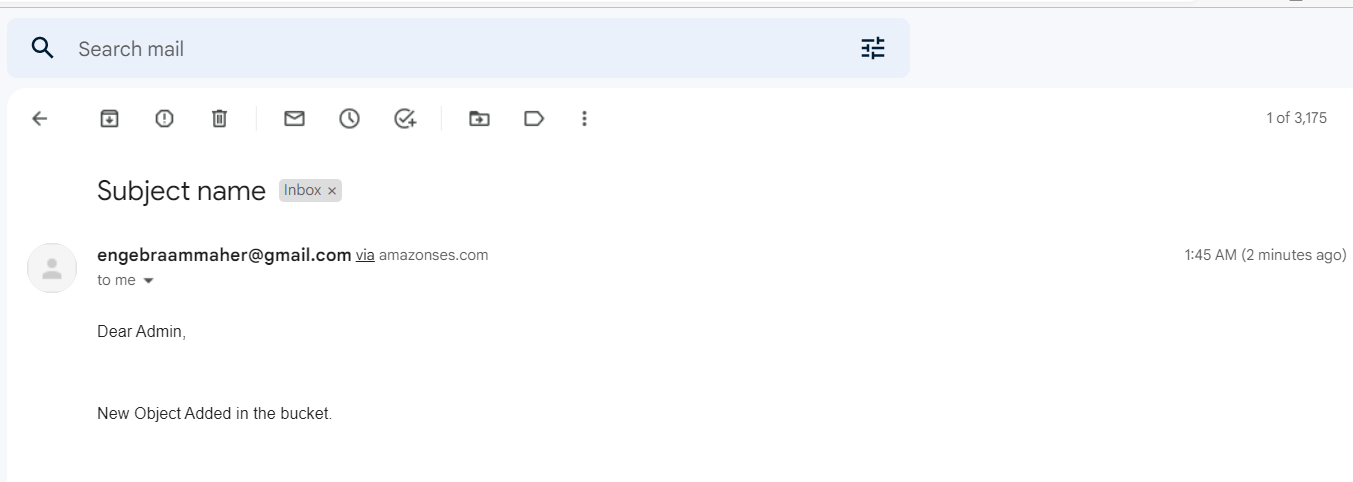 Search mail
1 of 3,175
Subject name Inbox ×
engebraammaher@gmail.com via amazonses.com 1:45 AM (2 minutes ago)
to me
Dear Admin,
New Object Added in the bucket.